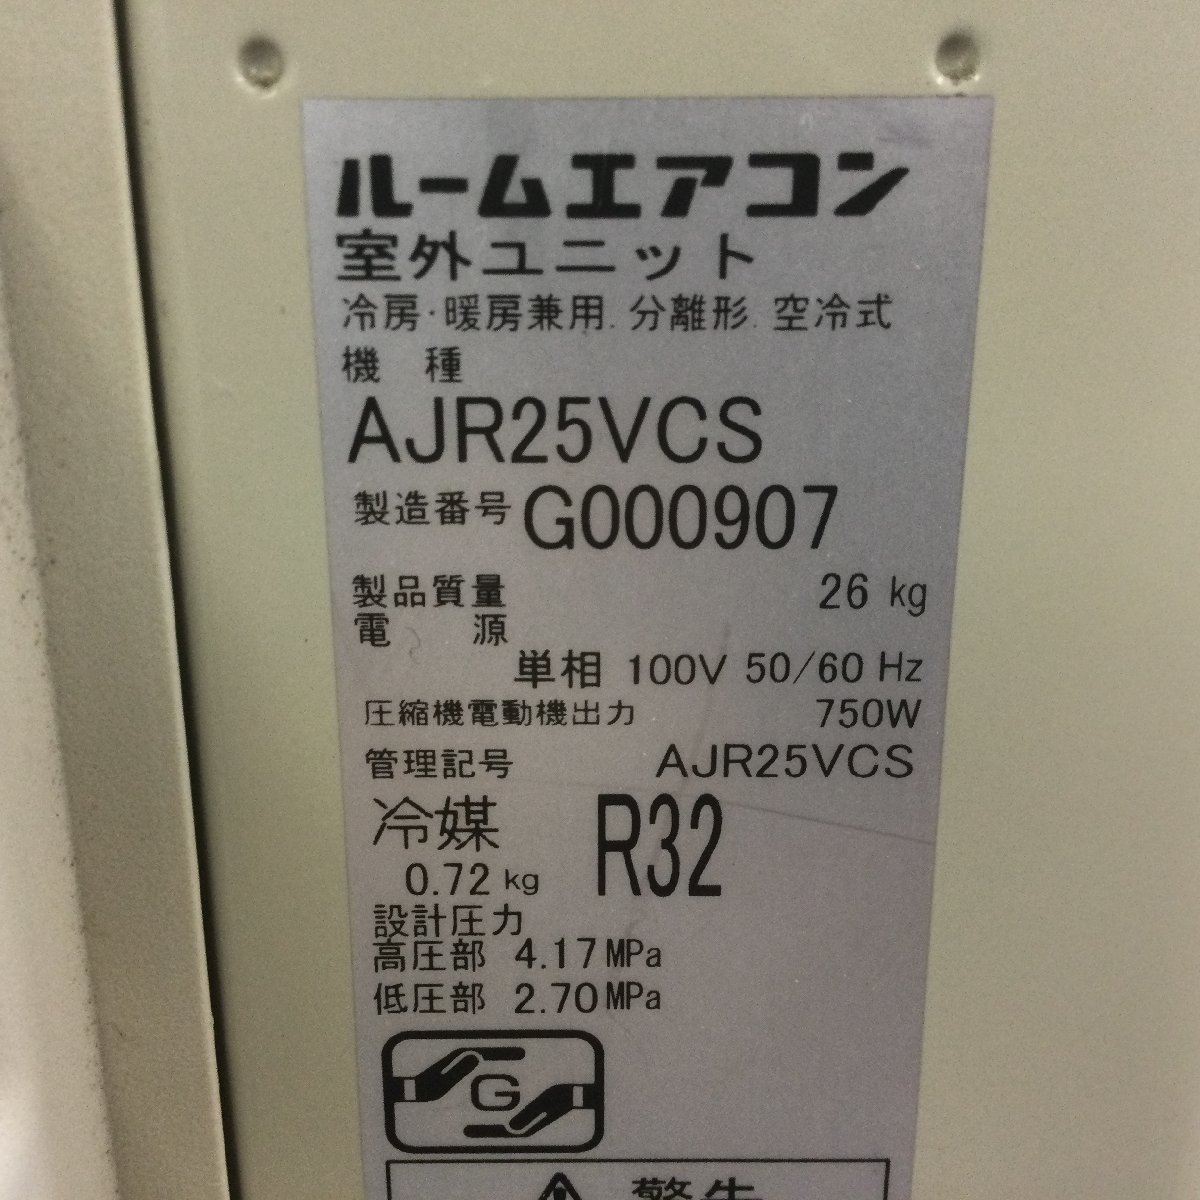 ルームエアコン
室外ユニット
冷房·暖房兼用. 分離形. 空冷式
機 種
AJR25VCS
製造番号 G000907
製品質量 26 kg
電 源
単相 100V 50/60 Hz
圧縮機電動機出力 750W
管理記号 AJR25VCS
冷媒 R32
0.72 kg
設計圧力
高圧部 4.17MPa
低圧部 2.70MPa
G